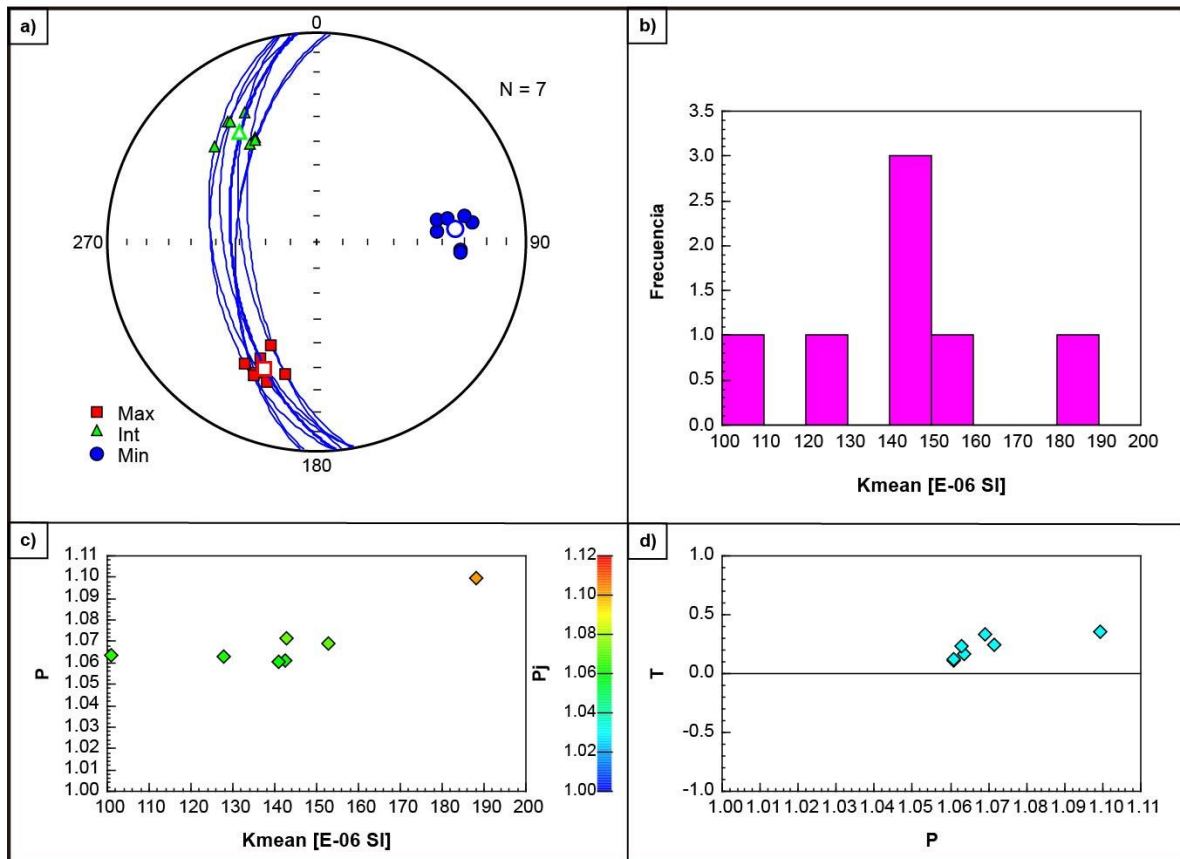 a)
0
N = 7
270
90
180
Max
Int
Min
b)
3.5
3.0
2.5
2.0
1.5
1.0
0.5
0.0
Frecuencia
100 110 120 130 140 150 160 170 180 190 200
Kmean [E-06 SI]
c)
1.11
1.10
1.09
1.08
1.07
1.06
1.05
1.04
1.03
1.02
1.01
1.00
P
100 110 120 130 140 150 160 170 180 190 200
Kmean [E-06 SI]
Pj
1.12
1.10
1.08
1.06
1.04
1.02
1.00
d)
1.0
0.5
0.0
-0.5
-1.0
T
1.00 1.01 1.02 1.03 1.04 1.05 1.06 1.07 1.08 1.09 1.10 1.11
P